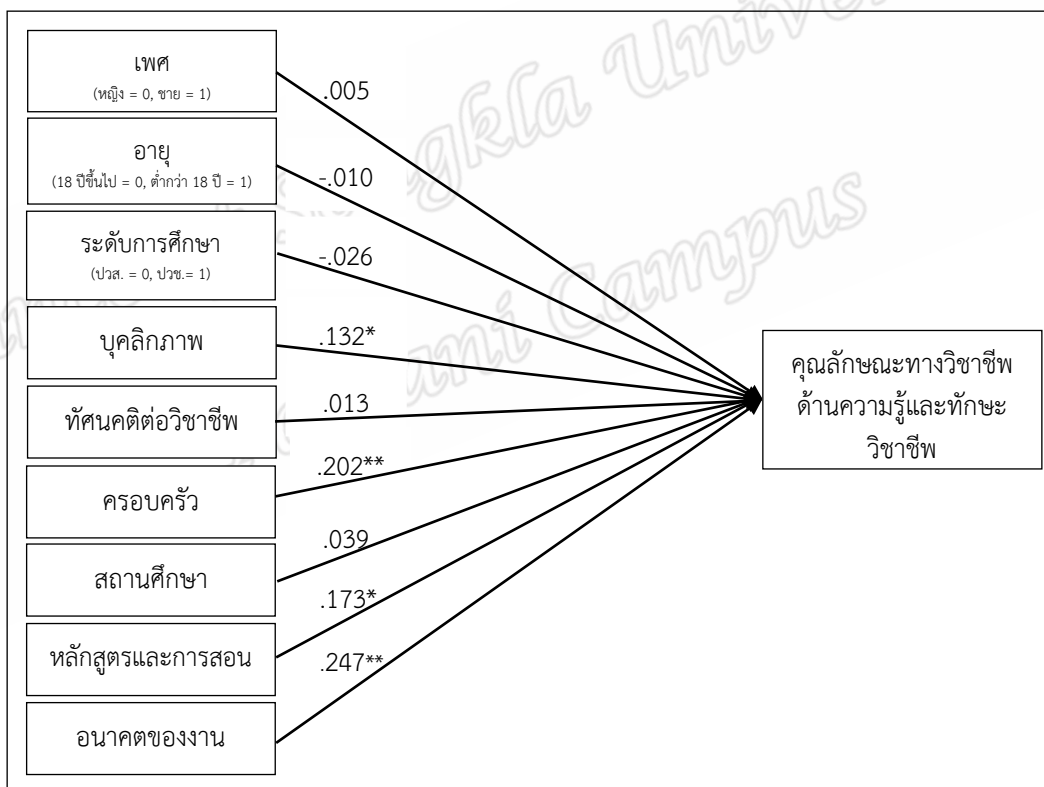 เพศ
(หญิง = 0, ชาย = 1)
.005
อายุ
(18 ปีขึ้นไป = 0, ต่ำกว่า 18 ปี = 1)
-.010
ระดับการศึกษา
(ปวส. = 0, ปวช.= 1)
-.026
บุคลิกภาพ
.132*
ทัศนคติต่อวิชาชีพ
.013
ครอบครัว
.202**
สถานศึกษา
.039
หลักสูตรและการสอน
.173*
อนาคตของงาน
.247**
คุณลักษณะทางวิชาชีพ
ด้านความรู้และทักษะ
วิชาชีพ
gkla Univer
ani Campus